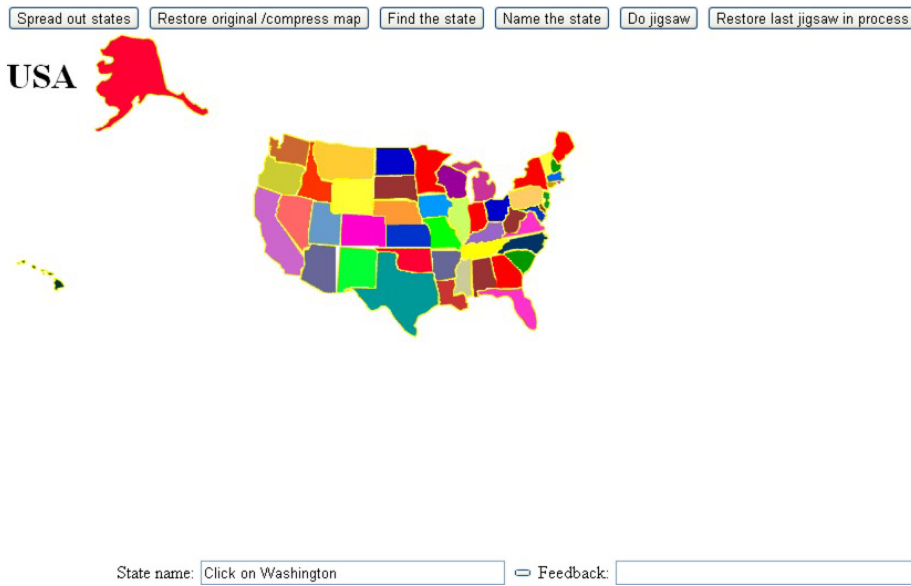 Spread out states Restore original /compress map Find the state Name the state Do jigsaw Restore last jigsaw in process
USA
State name: Click on Washington Feedback: